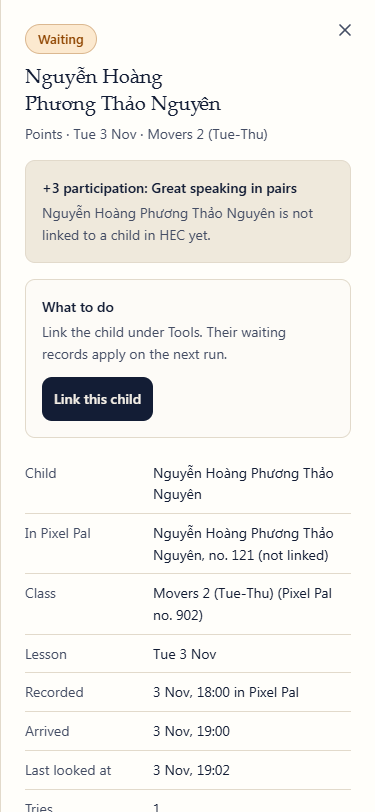 Waiting
Nguyễn Hoàng
Phương Thảo Nguyên
Points · Tue 3 Nov · Movers 2 (Tue-Thu)
+3 participation: Great speaking in pairs
Nguyễn Hoàng Phương Thảo Nguyên is not
linked to a child in HEC yet.
What to do
Link the child under Tools. Their waiting
records apply on the next run.
Link this child
Child
Nguyễn Hoàng Phương Thảo
Nguyên
In Pixel Pal
Nguyễn Hoàng Phương Thảo
Nguyên, no. 121 (not linked)
Class
Movers 2 (Tue-Thu) (Pixel Pal
no. 902)
Lesson
Tue 3 Nov
Recorded
3 Nov, 18:00 in Pixel Pal
Arrived
3 Nov, 19:00
Last looked at
3 Nov, 19:02
Tries
1